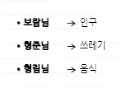 • 보람님 → 인구
• 형준님 → 쓰레기
• 형림님 → 음식